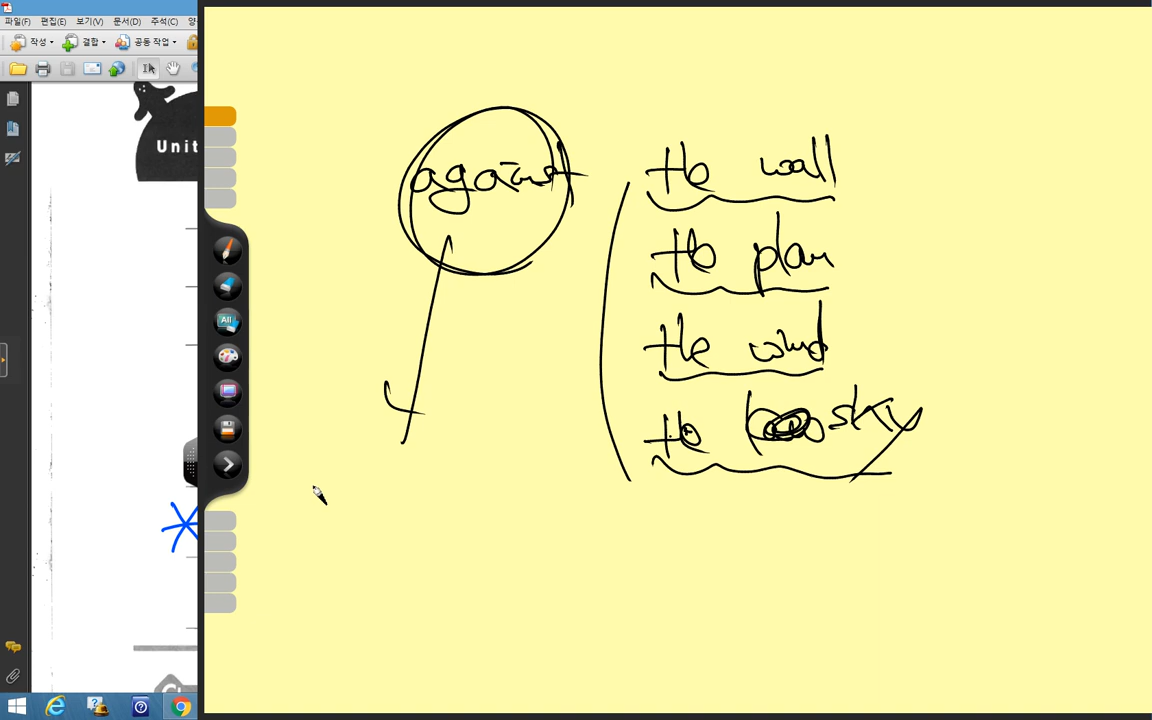 파일(F) 편집(E) 보기(V) 문서(D) 주석(C)
작성 결합 공동 작업
Unit
against
the wall
the plan
the wind
the sky
All